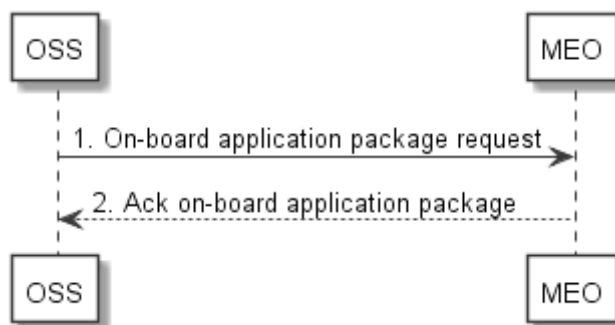 OSS
MEO
1. On-board application package request
2. Ack on-board application package
OSS
MEO